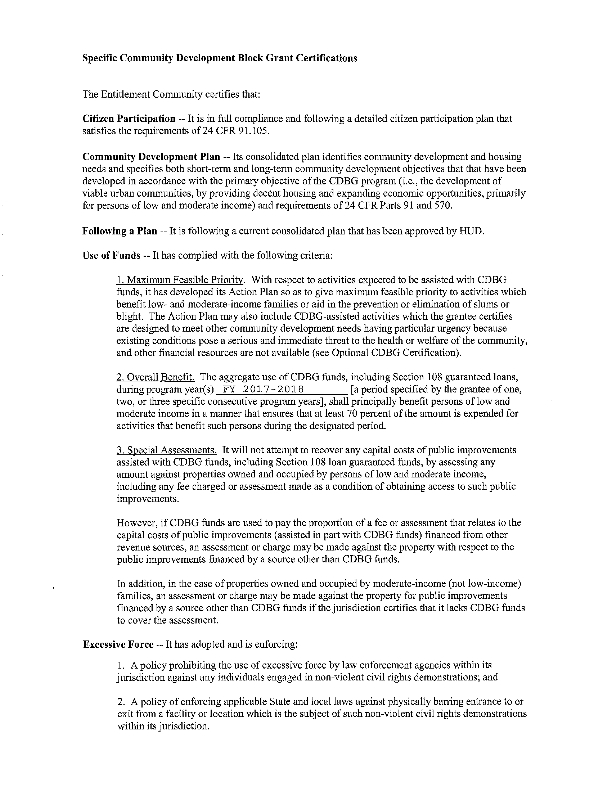 Specific Community Development Block Grant Certifications
The Entitlement Community certifies that:
Citizen Participation -- It is in full compliance and following a detailed citizen participation plan that
satisfies the requirements of 24 CFR 91.105.
Community Development Plan -- Its consolidated plan identifies community development and housing
needs and specifies both short-term and long-term community development objectives that that have been
developed in accordance with the primary objective of the CDBG program (i.e., the development of
viable urban communities, by providing decent housing and expanding economic opportunities, primarily
for persons of low and moderate income) and requirements of 24 CFR Parts 91 and 570.
Following a Plan -- It is following a current consolidated plan that has been approved by HUD.
Use of Funds -- It has complied with the following criteria:
1. Maximum Feasible Priority. With respect to activities expected to be assisted with CDBG
funds, it has developed its Action Plan so as to give maximum feasible priority to activities which
benefit low- and moderate-income families or aid in the prevention or elimination of slums or
blight. The Action Plan may also include CDBG-assisted activities which the grantee certifies
are designed to meet other community development needs having particular urgency because
existing conditions pose a serious and immediate threat to the health or welfare of the community,
and other financial resources are not available (see Optional CDBG Certification).
2. Overall Benefit. The aggregate use of CDBG funds, including Section 108 guaranteed loans,
during program year(s) FY 2017-2018 [a period specified by the grantee of one,
two, or three specific consecutive program years], shall principally benefit persons of low and
moderate income in a manner that ensures that at least 70 percent of the amount is expended for
activities that benefit such persons during the designated period.
3. Special Assessments. It will not attempt to recover any capital costs of public improvements
assisted with CDBG funds, including Section 108 loan guaranteed funds, by assessing any
amount against properties owned and occupied by persons of low and moderate income,
including any fee charged or assessment made as a condition of obtaining access to such public
improvements.
However, if CDBG funds are used to pay the proportion of a fee or assessment that relates to the
capital costs of public improvements (assisted in part with CDBG funds) financed from other
revenue sources, an assessment or charge may be made against the property with respect to the
public improvements financed by a source other than CDBG funds.
In addition, in the case of properties owned and occupied by moderate-income (not low-income)
families, an assessment or charge may be made against the property for public improvements
financed by a source other than CDBG funds if the jurisdiction certifies that it lacks CDBG funds
to cover the assessment.
Excessive Force -- It has adopted and is enforcing:
1. A policy prohibiting the use of excessive force by law enforcement agencies within its
jurisdiction against any individuals engaged in non-violent civil rights demonstrations; and
2. A policy of enforcing applicable State and local laws against physically barring entrance to or
exit from a facility or location which is the subject of such non-violent civil rights demonstrations
within its jurisdiction.